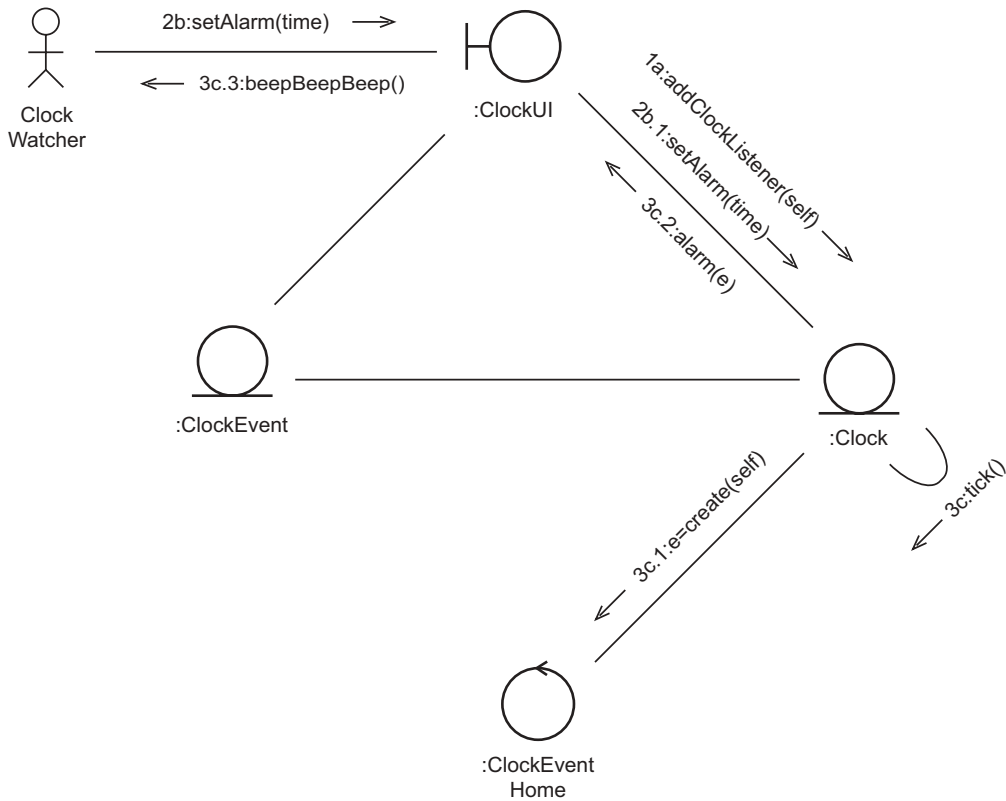 2b:setAlarm(time)
3c.3:beepBeepBeep()
Clock
Watcher
:ClockUI
1a:addClockListener(self)
2b.1:setAlarm(time)
3c.2:alarm(e)
:ClockEvent
:Clock
3c:tick()
3c.1:e=create(self)
:ClockEvent
Home